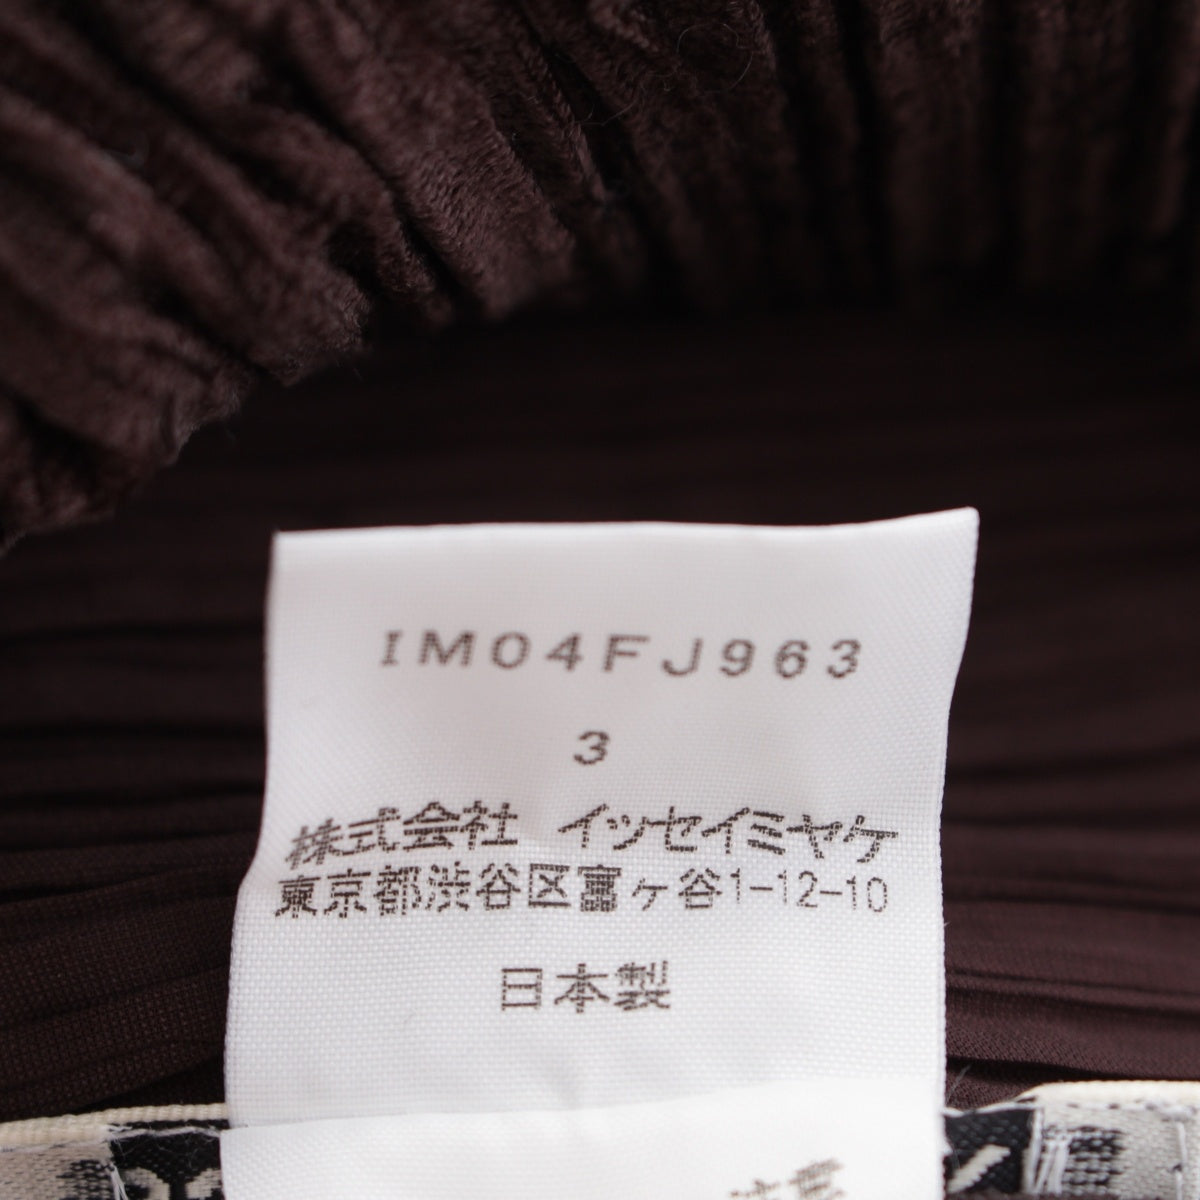 IM04FJ963
3
株式会社 イッセイミヤケ
東京都渋谷区富ヶ谷1-12-10
日本製